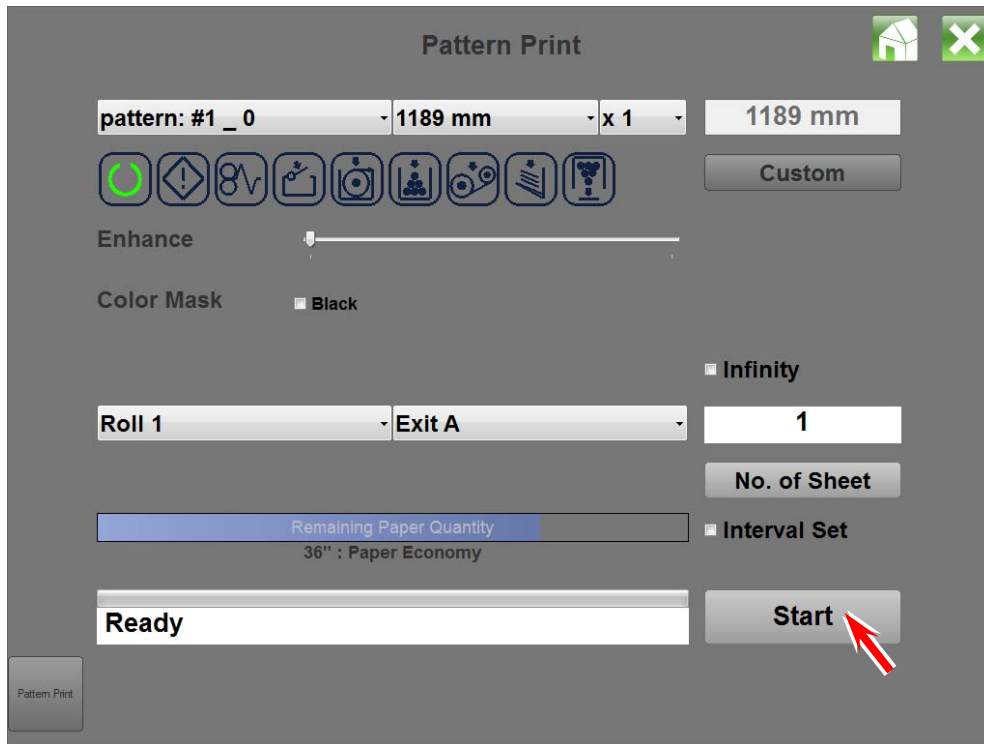 Pattern Print
pattern: #1 _ 0 1189 mm x 1 1189 mm
Custom
Enhance
Color Mask Black
Infinity
Roll 1 Exit A 1
No. of Sheet
Remaining Paper Quantity Interval Set
36" : Paper Economy
Ready Start
Pattern Print